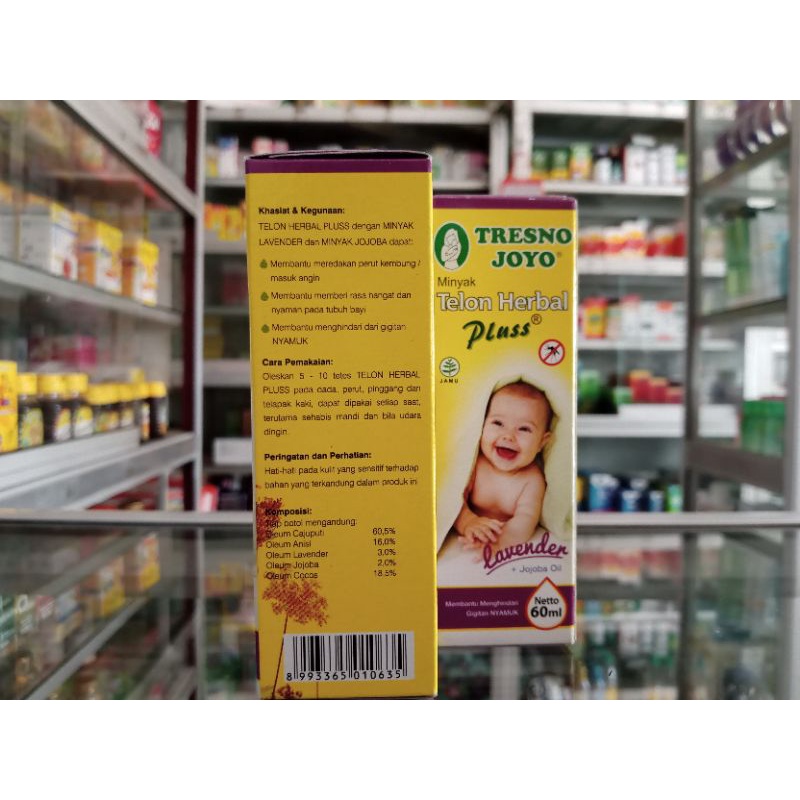 Khasiat & Kegunaan:
TELON HERBAL PLUSS dengan MINYAK
LAVENDER dan MINYAK JOJOBA dapat:
Membantu meredakan perut kembung /
masuk angin
Membantu memberi rasa hangat dan
nyaman pada tubuh bayi
Membantu menghindari dari gigitan
NYAMUK
Cara Pemakaian:
Oleskan 5 - 10 tetes TELON HERBAL
PLUSS pada dada, perut, pinggang dan
telapak kaki, dapat dipakai setiap saat,
terutama sehabis mandi dan bila udara
dingin.
Peringatan dan Perhatian:
Hati-hati pada kulit yang sensitif terhadap
bahan yang terkandung dalam produk ini
Komposisi:
Tiap botol mengandung:
Oleum Cajuputi 60,5%
Oleum Anisi 16,0%
Oleum Lavender 3,0%
Oleum Jojoba 2,0%
Oleum Cocos 18,5%
8 993365 010635
TRESNO
JOYO®
Minyak
Telon Herbal
Pluss®
JAMU
lavender
+ Jojoba Oil
Membantu Menghindari
Gigitan NYAMUK
Netto
60ml